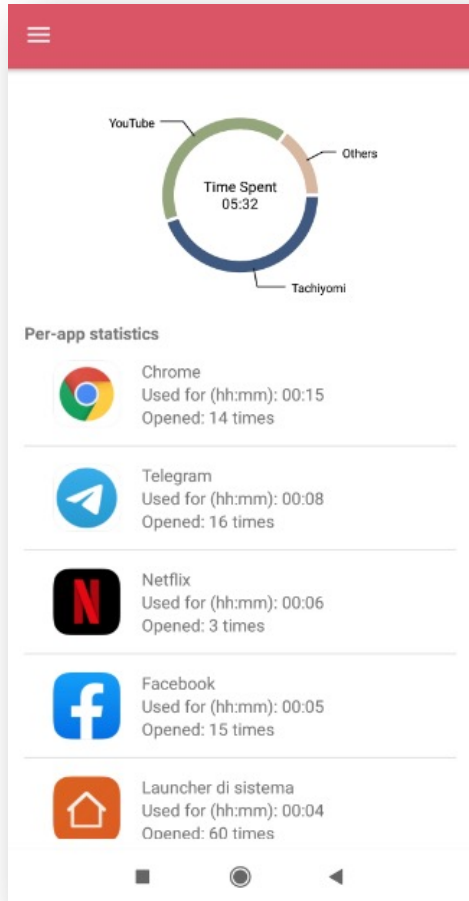 YouTube
Others
Time Spent
05:32
Tachiyomi
Per-app statistics
Chrome
Used for (hh:mm): 00:15
Opened: 14 times
Telegram
Used for (hh:mm): 00:08
Opened: 16 times
Netflix
Used for (hh:mm): 00:06
Opened: 3 times
Facebook
Used for (hh:mm): 00:05
Opened: 15 times
Launcher di sistema
Used for (hh:mm): 00:04
Opened: 60 times